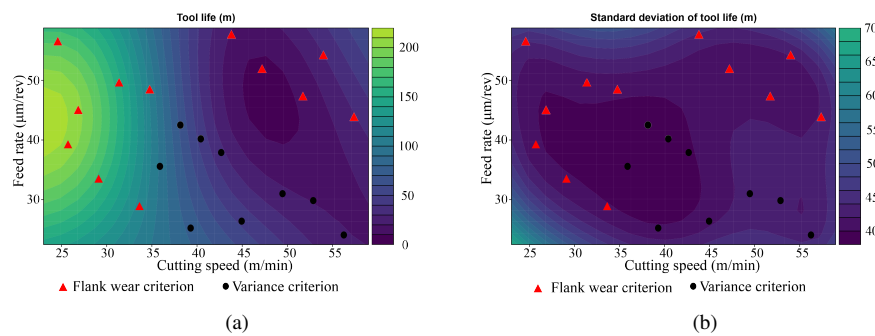 Tool life (m)
Feed rate (μm/rev)
50
40
30
25
30
35
40
45
50
55
Cutting speed (m/min)
200
150
100
50
0
Flank wear criterion
Variance criterion
(a)
Standard deviation of tool life (m)
Feed rate (μm/rev)
50
40
30
25
30
35
40
45
50
55
Cutting speed (m/min)
70
65
60
55
50
45
40
Flank wear criterion
Variance criterion
(b)